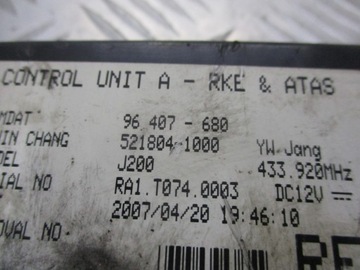 CONTROL UNIT A - RKE & ATAS
MDAT 96 407-680
IN CHANG 521804-1000 YW Jang
DEL J200 433.920MHz
IAL NO RA1.T074.0003 DC12V
2007/04/20 19:46:10
OVAL NO
RE